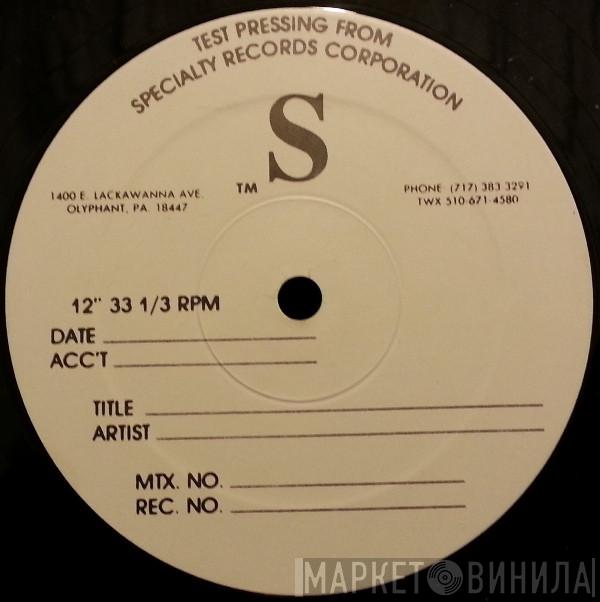 TEST PRESSING FROM
SPECIALTY RECORDS CORPORATION
S
TM
1400 E. LACKAWANNA AVE.
OLYPHANT, PA. 18447
PHONE: (717) 383 3291
TWX 510-671-4580
12" 33 1/3 RPM
DATE
ACC'T
TITLE
ARTIST
MTX. NO.
REC. NO.
МАРКЕТ ВИНИЛА